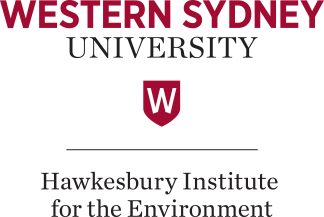 WESTERN SYDNEY
UNIVERSITY
W
Hawkesbury Institute
for the Environment